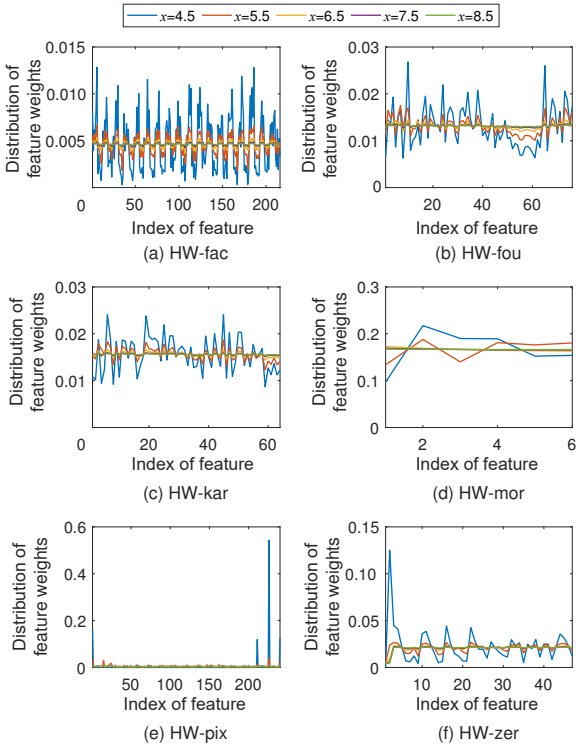 x=4.5 x=5.5 x=6.5 x=7.5 x=8.5
0.015
0.010
0.005
0
50 100 150 200
Distribution of
feature weights
Index of feature
(a) HW-fac
0.03
0.02
0.01
0
20 40 60
Distribution of
feature weights
Index of feature
(b) HW-fou
0.03
0.02
0.01
0
20 40 60
Distribution of
feature weights
Index of feature
(c) HW-kar
0.3
0.2
0.1
0
2 4 6
Distribution of
feature weights
Index of feature
(d) HW-mor
0.6
0.4
0.2
0
50 100 150 200
Distribution of
feature weights
Index of feature
(e) HW-pix
0.15
0.10
0.05
0
10 20 30 40
Distribution of
feature weights
Index of feature
(f) HW-zer